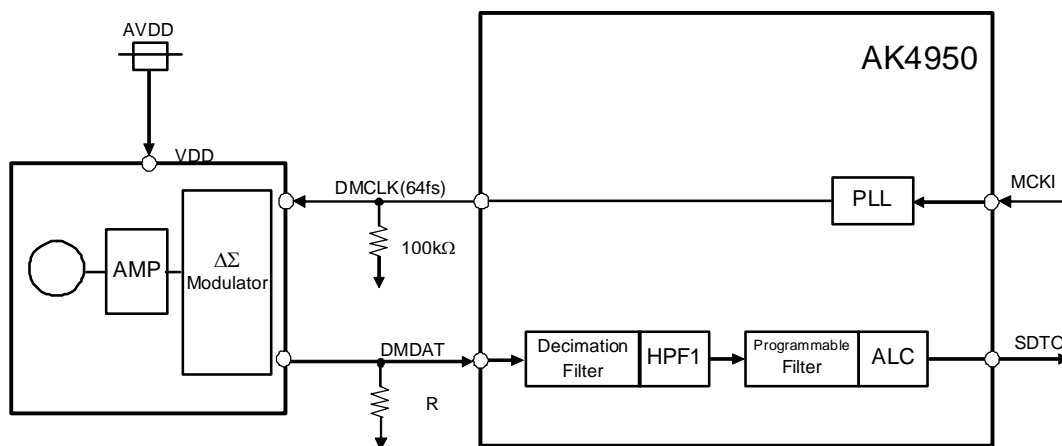 AVDD
AK4950
VDD
DMCLK(64fs)
PLL
MCKI
100kΩ
AMP
ΔΣ
Modulator
DMDAT
Decimation
Filter
HPF1
Programmable
Filter
ALC
SDTO
R